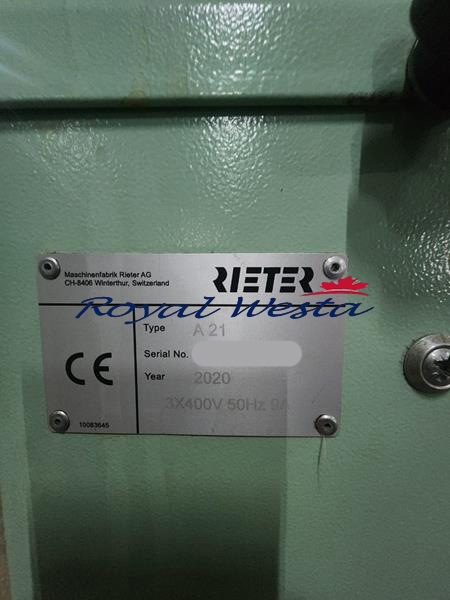 Maschinenfabrik Rieter AG
CH-8406 Winterthur, Switzerland
RIETER
Royal Westa
Type A 21
Serial No.
Year 2020
3X400V 50Hz 9A
CE
10083645